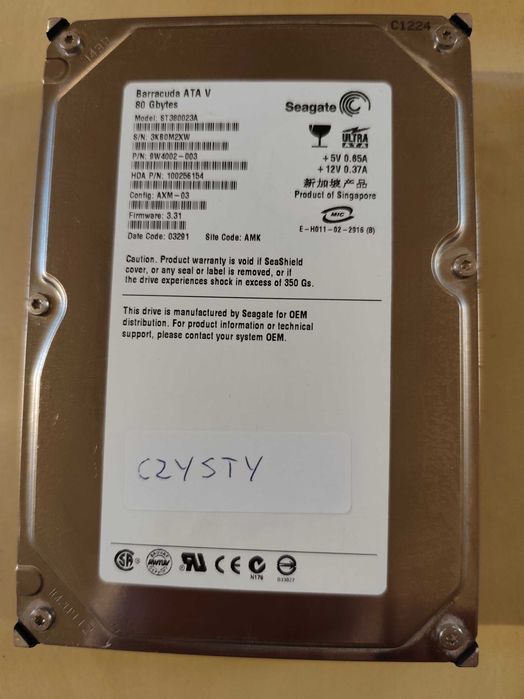 C1224
Barracuda ATA V
80 Gbytes
Seagate
Model: ST380023A
S/N: 3KB0M2XW
ULTRA
ATA
P/N: 9W4002-003
+5V 0.65A
+12V 0.37A
HDA P/N: 100256154
新加坡产品
Product of Singapore
Config: AXM-03
MIC
Firmware: 3.31
E-H011-02-2916 (B)
Date Code: 03291 Site Code: AMK
Caution. Product warranty is void if SeaShield
cover, or any seal or label is removed, or if
the drive experiences shock in excess of 350 Gs.
This drive is manufactured by Seagate for OEM
distribution. For product information or technical
support, please contact your system OEM.
CZYSTY
N176